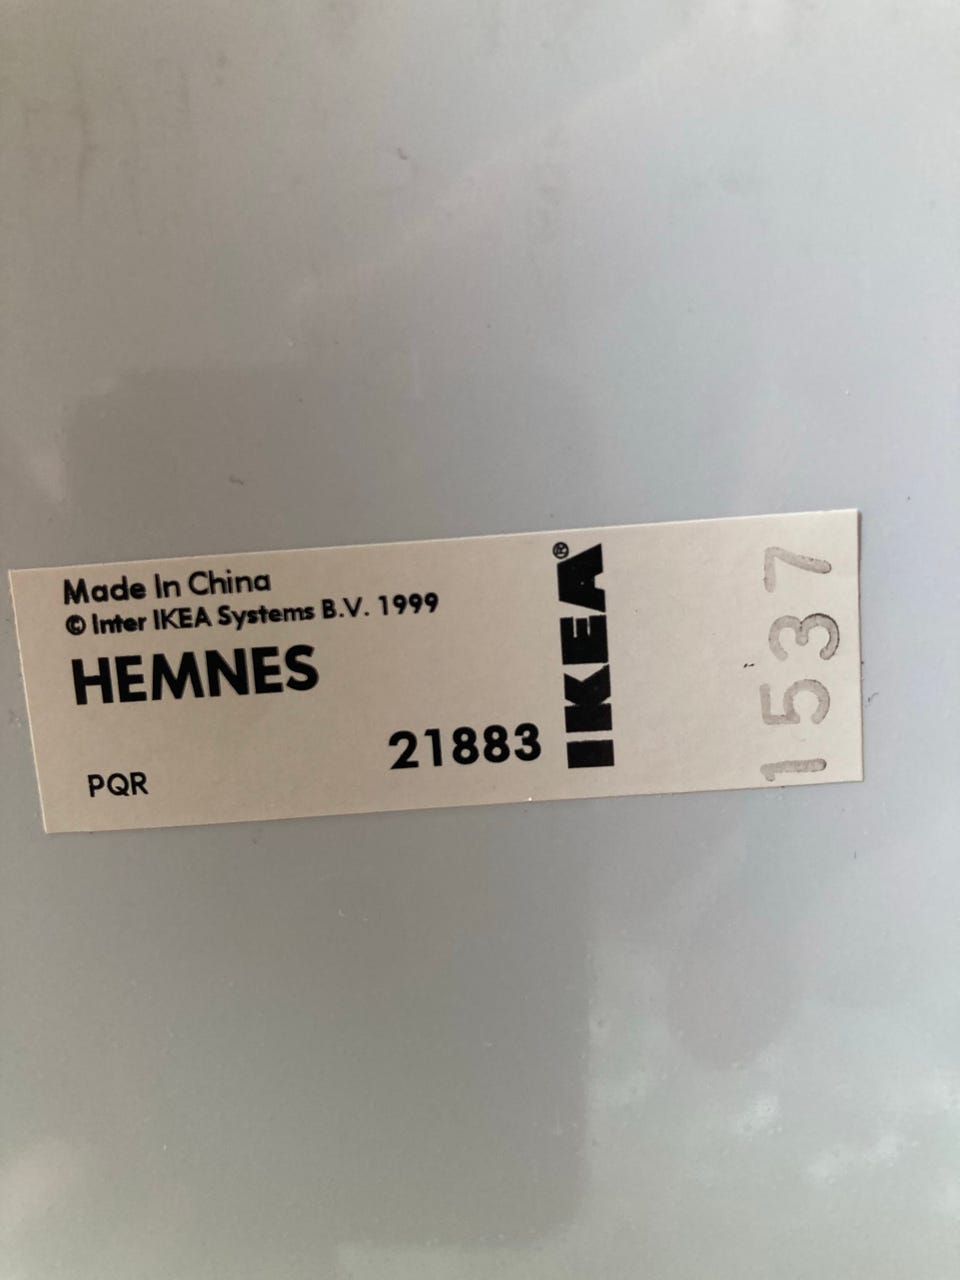 Made In China
© Inter IKEA Systems B.V. 1999
HEMNES
21883
PQR
IKEA®
1537